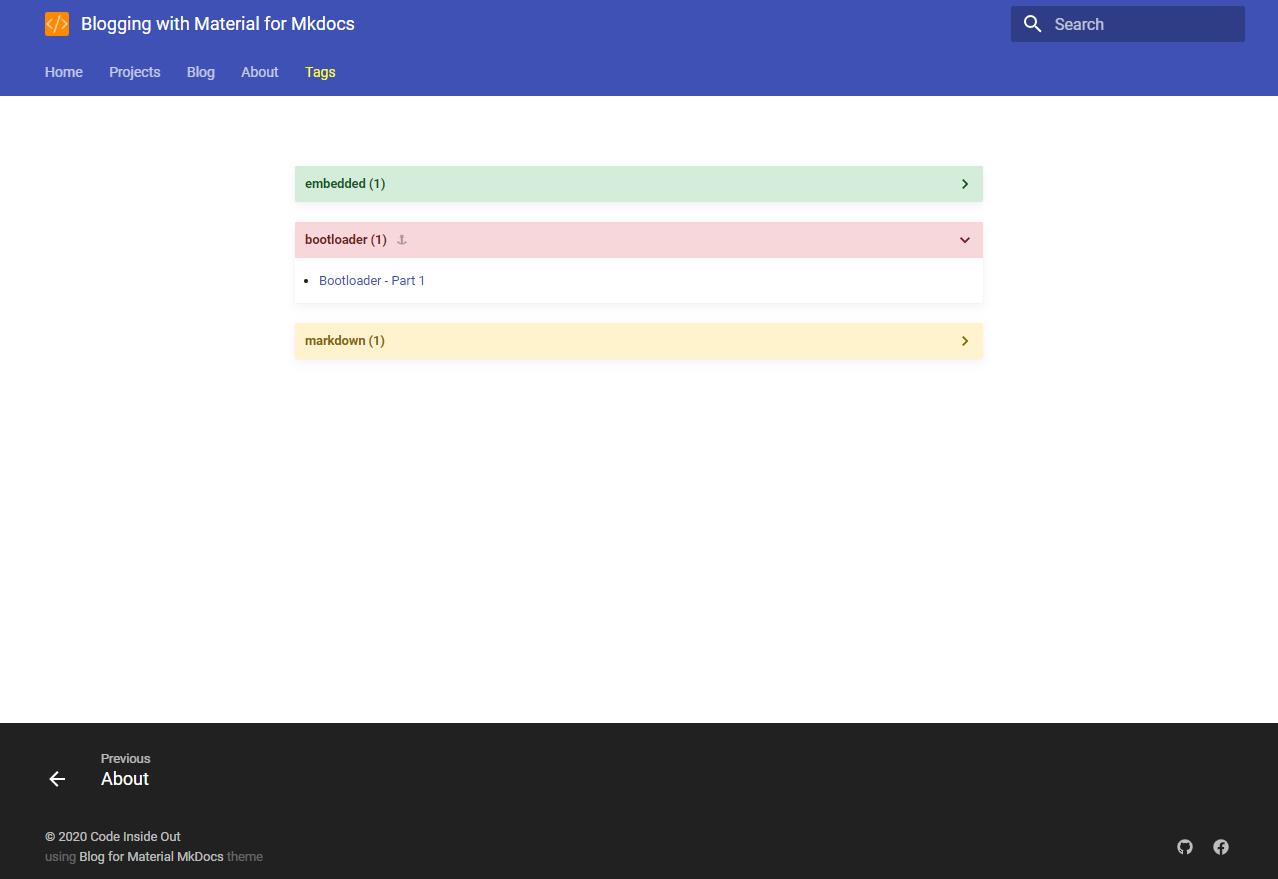 Blogging with Material for Mkdocs
Search
Home Projects Blog About Tags
embedded (1)
bootloader (1)
Bootloader - Part 1
markdown (1)
Previous
About
© 2020 Code Inside Out
using Blog for Material MkDocs theme